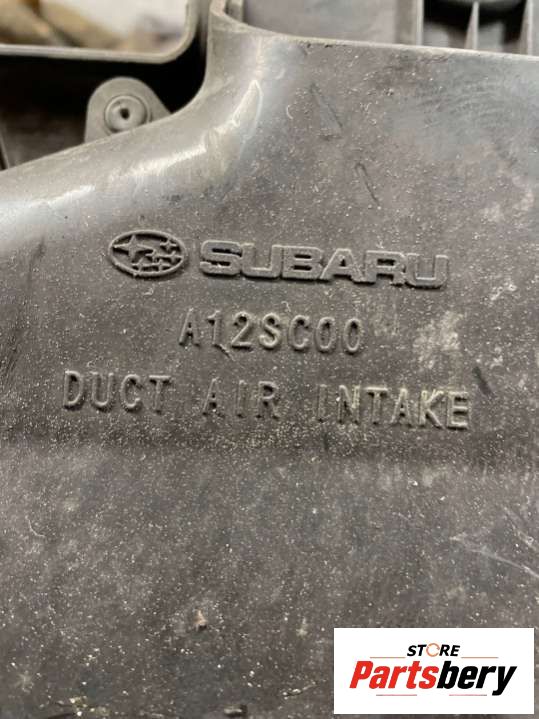 SUBARU
A12SC00
DUCT AIR INTAKE
STORE
Partsbery